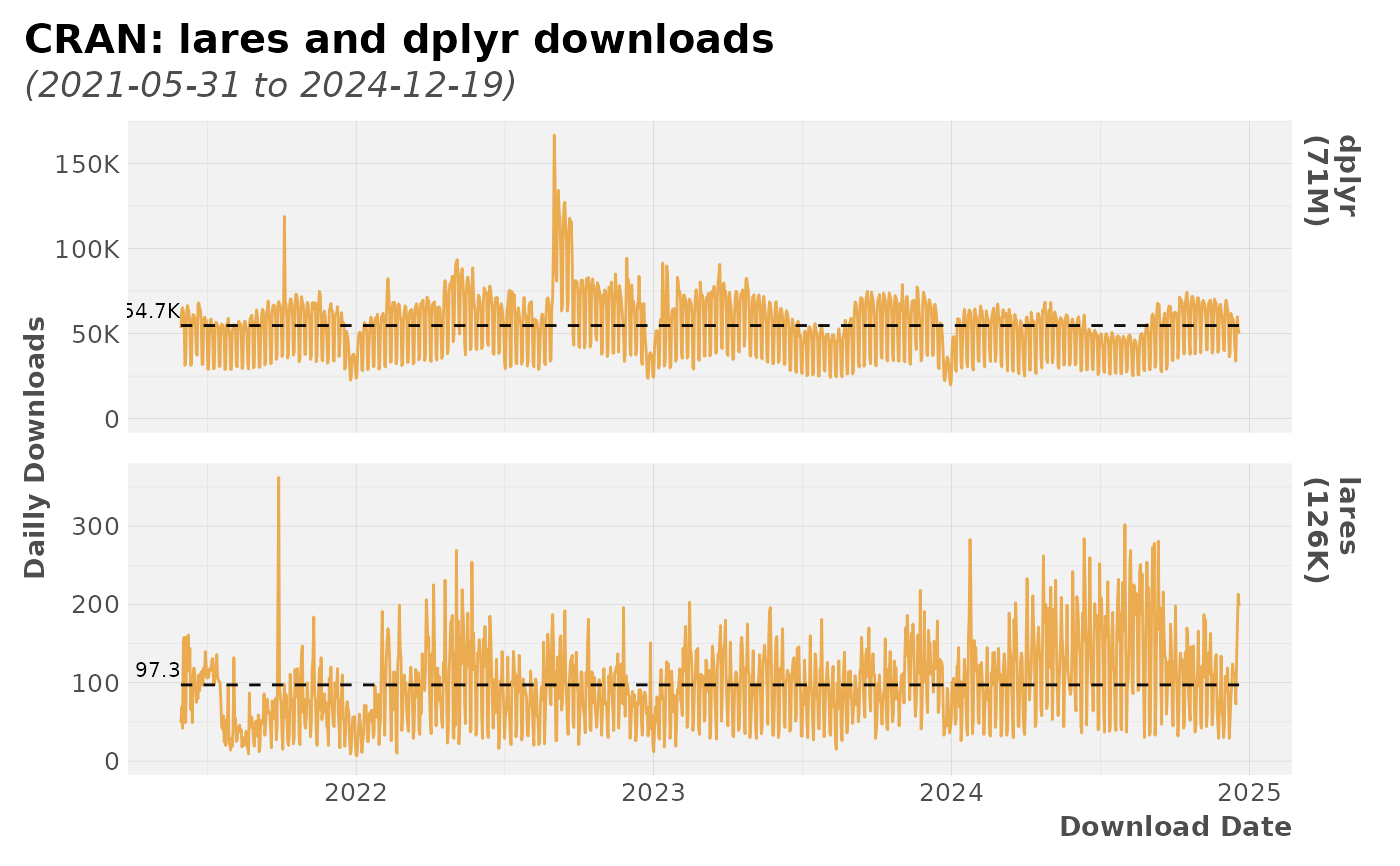 CRAN: lares and dplyr downloads
(2021-05-31 to 2024-12-19)
Dailly Downloads
150K
100K
50K
0
54.7K
dplyr
(71M)
300
200
100
0
97.3
lares
(126K)
2022
2023
2024
2025
Download Date